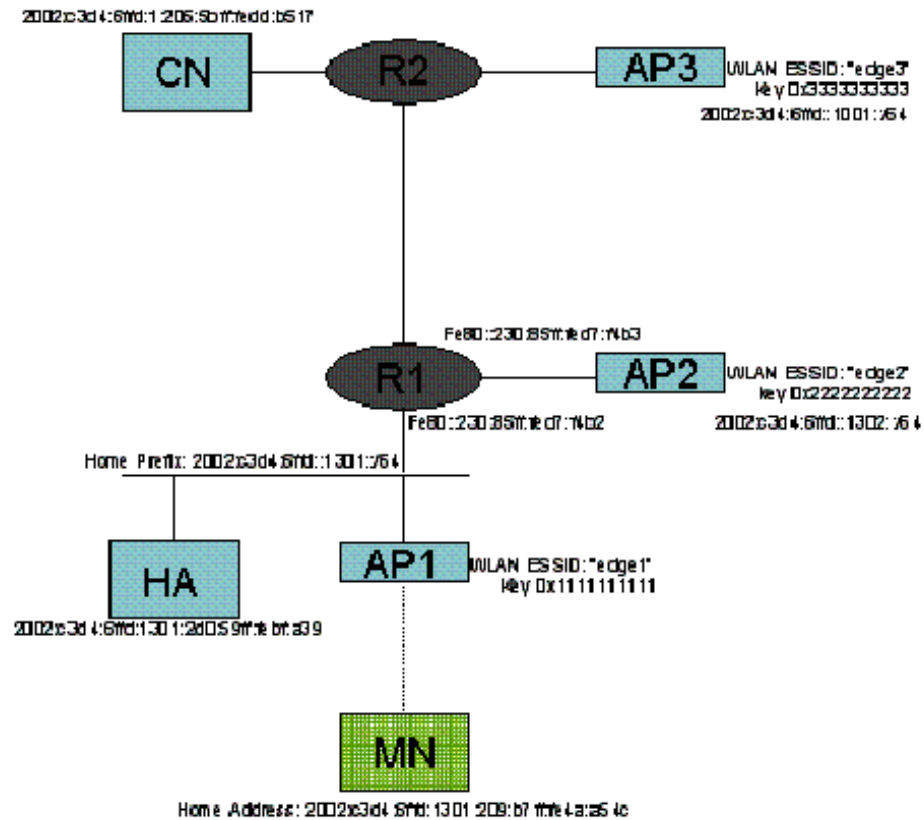 2002:c3d4:6ffd:1:206:5bff:fedd:b517
CN
R2
AP3
WLAN ESSID: "edge3"
key 0x3333333333
2002:c3d4:6ffd::1001::/64
Fe80::230:85ff:fed7:f4b3
R1
AP2
WLAN ESSID: "edge2"
key 0x2222222222
2002:c3d4:6ffd::1302::/64
Fe80::230:85ff:fed7:f4b2
Home Prefix: 2002:c3d4:6ffd::1301::/64
HA
AP1
WLAN ESSID: "edge1"
key 0x1111111111
2002:c3d4:6ffd:1301:2d0:59ff:febf:a39
MN
Home Address: 2002:c3d4:6ffd:1301:209:b7ff:fe4a:a54c